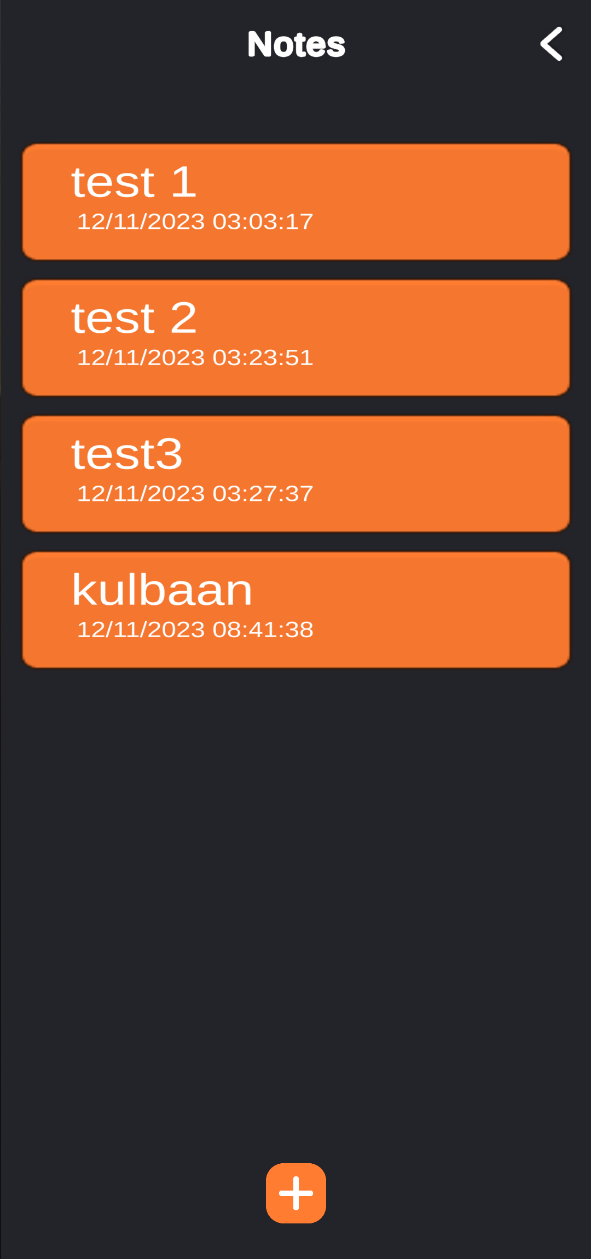 Notes
test 1
12/11/2023 03:03:17
test 2
12/11/2023 03:23:51
test3
12/11/2023 03:27:37
kulbaan
12/11/2023 08:41:38